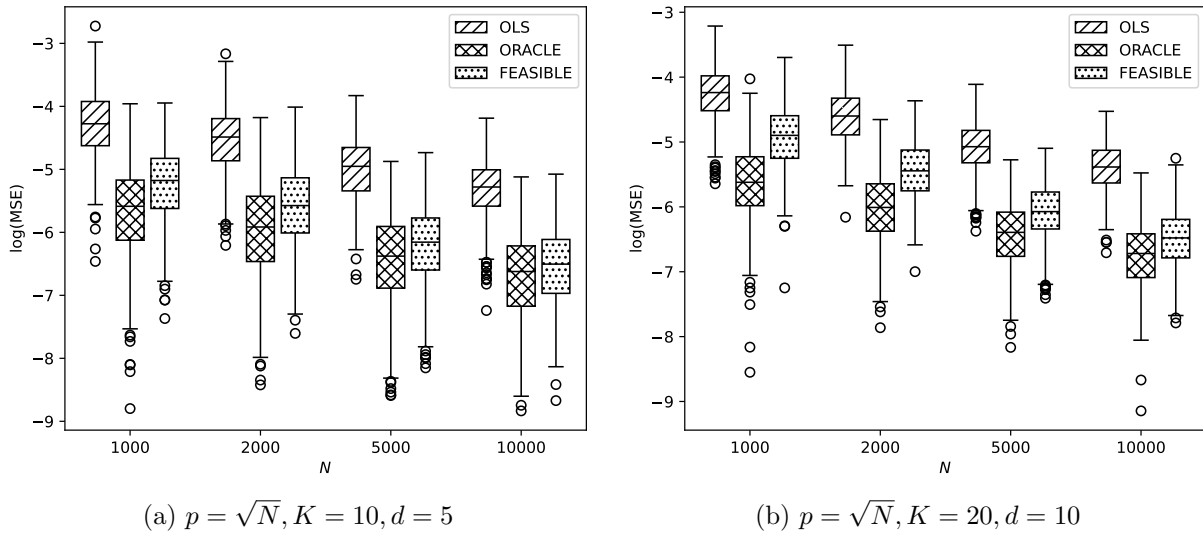 OLS
ORACLE
FEASIBLE
log(MSE)
−3
−4
−5
−6
−7
−8
−9
1000
2000
5000
10000
N
(a) p = √N, K = 10, d = 5
OLS
ORACLE
FEASIBLE
log(MSE)
−3
−4
−5
−6
−7
−8
−9
1000
2000
5000
10000
N
(b) p = √N, K = 20, d = 10